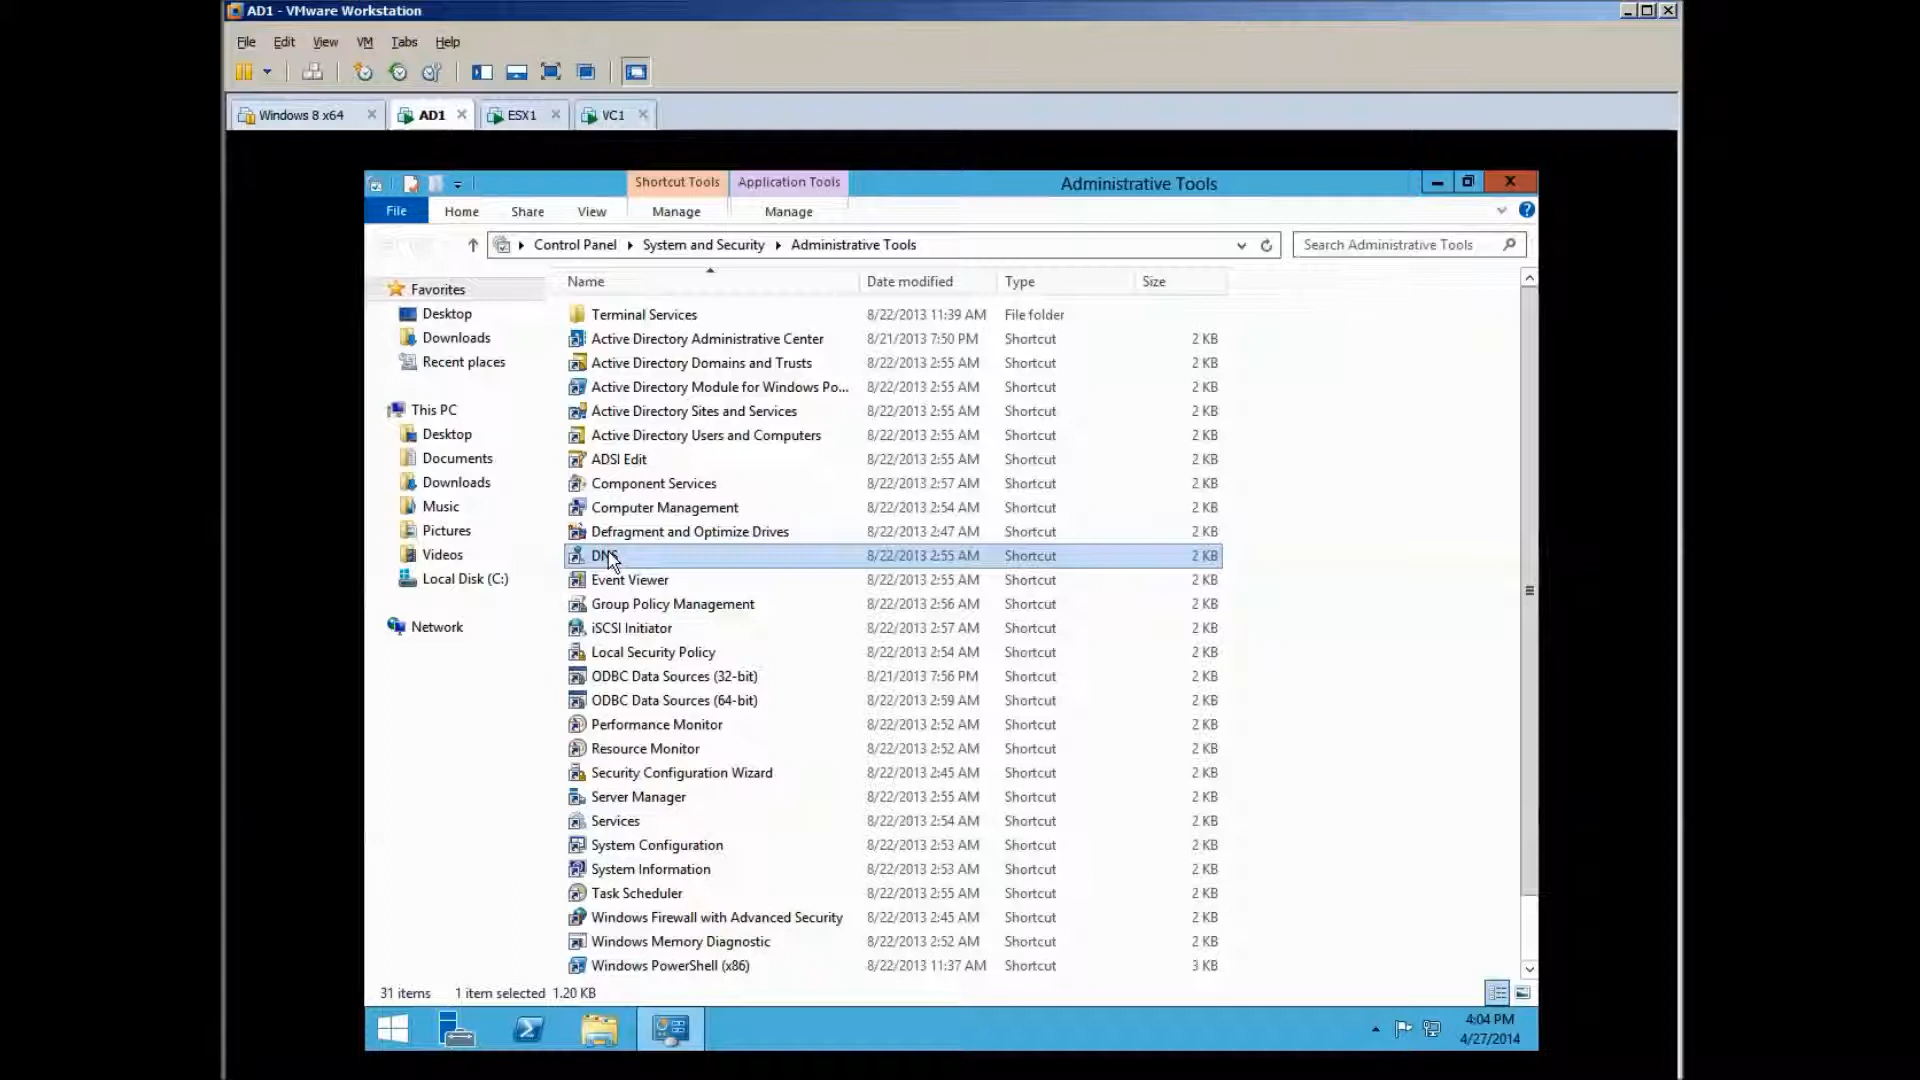 AD1 - VMware Workstation
File Edit View VM Tabs Help
Windows 8 x64 AD1 ESX1 VC1
Shortcut Tools Application Tools Administrative Tools
File Home Share View Manage Manage
Control Panel System and Security Administrative Tools Search Administrative Tools
Name Date modified Type Size
Favorites
Desktop
Downloads
Recent places
This PC
Desktop
Documents
Downloads
Music
Pictures
Videos
Local Disk (C:)
Network
Terminal Services 8/22/2013 11:39 AM File folder
Active Directory Administrative Center 8/21/2013 7:50 PM Shortcut 2 KB
Active Directory Domains and Trusts 8/22/2013 2:55 AM Shortcut 2 KB
Active Directory Module for Windows Po... 8/22/2013 2:55 AM Shortcut 2 KB
Active Directory Sites and Services 8/22/2013 2:55 AM Shortcut 2 KB
Active Directory Users and Computers 8/22/2013 2:55 AM Shortcut 2 KB
ADSI Edit 8/22/2013 2:55 AM Shortcut 2 KB
Component Services 8/22/2013 2:57 AM Shortcut 2 KB
Computer Management 8/22/2013 2:54 AM Shortcut 2 KB
Defragment and Optimize Drives 8/22/2013 2:47 AM Shortcut 2 KB
DNS 8/22/2013 2:55 AM Shortcut 2 KB
Event Viewer 8/22/2013 2:55 AM Shortcut 2 KB
Group Policy Management 8/22/2013 2:56 AM Shortcut 2 KB
iSCSI Initiator 8/22/2013 2:57 AM Shortcut 2 KB
Local Security Policy 8/22/2013 2:54 AM Shortcut 2 KB
ODBC Data Sources (32-bit) 8/21/2013 7:56 PM Shortcut 2 KB
ODBC Data Sources (64-bit) 8/22/2013 2:59 AM Shortcut 2 KB
Performance Monitor 8/22/2013 2:52 AM Shortcut 2 KB
Resource Monitor 8/22/2013 2:52 AM Shortcut 2 KB
Security Configuration Wizard 8/22/2013 2:45 AM Shortcut 2 KB
Server Manager 8/22/2013 2:55 AM Shortcut 2 KB
Services 8/22/2013 2:54 AM Shortcut 2 KB
System Configuration 8/22/2013 2:53 AM Shortcut 2 KB
System Information 8/22/2013 2:53 AM Shortcut 2 KB
Task Scheduler 8/22/2013 2:55 AM Shortcut 2 KB
Windows Firewall with Advanced Security 8/22/2013 2:45 AM Shortcut 2 KB
Windows Memory Diagnostic 8/22/2013 2:52 AM Shortcut 2 KB
Windows PowerShell (x86) 8/22/2013 11:37 AM Shortcut 3 KB
31 items 1 item selected 1.20 KB
4:04 PM
4/27/2014